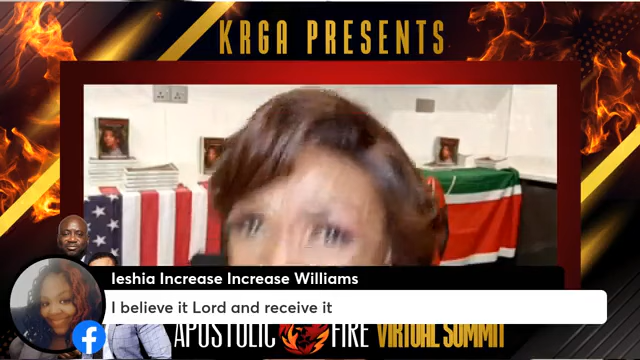 KRGA PRESENTS
Ieshia Increase Increase Williams
I believe it Lord and receive it
APOSTOLIC FIRE VIRTUAL SUMMIT